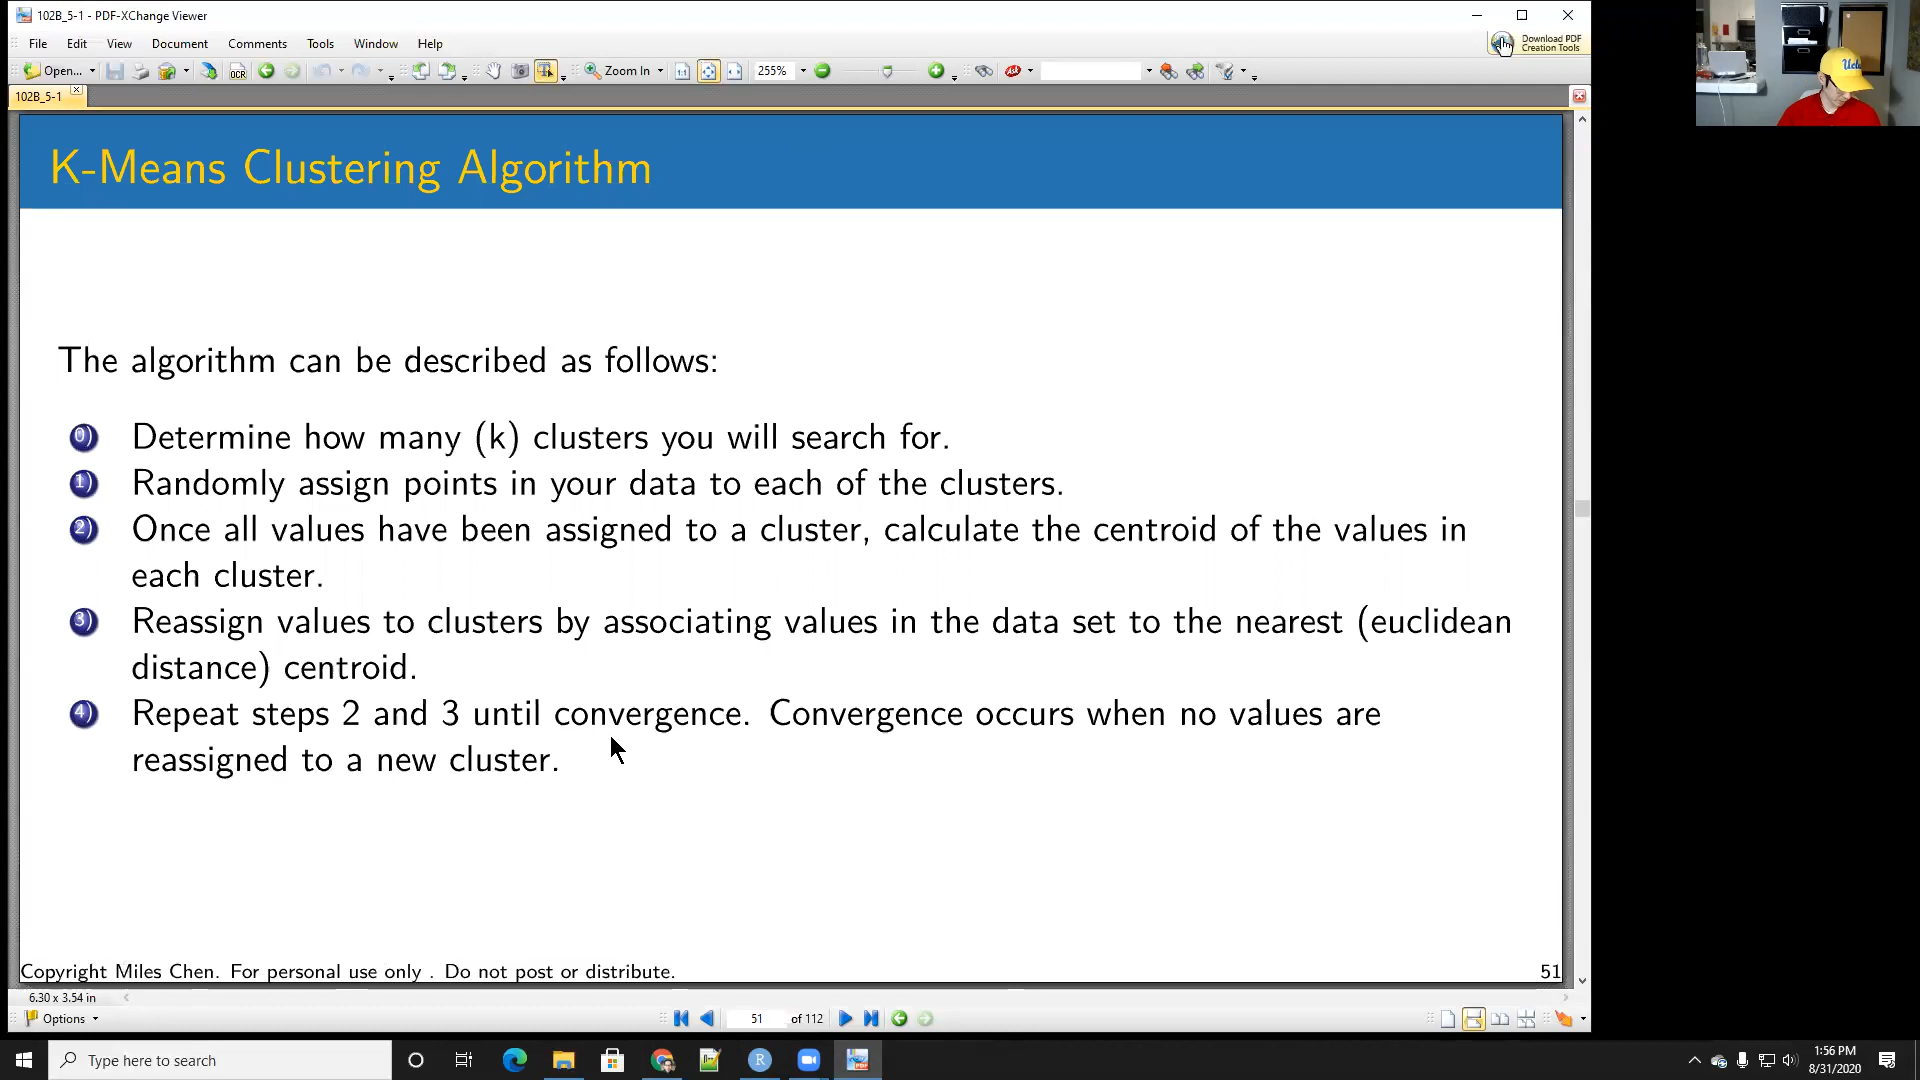 102B_5-1 - PDF-XChange Viewer
File Edit View Document Comments Tools Window Help
Download PDF
Creation Tools
Open... OCR Zoom In 255%
102B_5-1
K-Means Clustering Algorithm
The algorithm can be described as follows:
0) Determine how many (k) clusters you will search for.
1) Randomly assign points in your data to each of the clusters.
2) Once all values have been assigned to a cluster, calculate the centroid of the values in
each cluster.
3) Reassign values to clusters by associating values in the data set to the nearest (euclidean
distance) centroid.
4) Repeat steps 2 and 3 until convergence. Convergence occurs when no values are
reassigned to a new cluster.
Copyright Miles Chen. For personal use only . Do not post or distribute.
51
6.30 x 3.54 in
Options 51 of 112
Type here to search
1:56 PM
8/31/2020